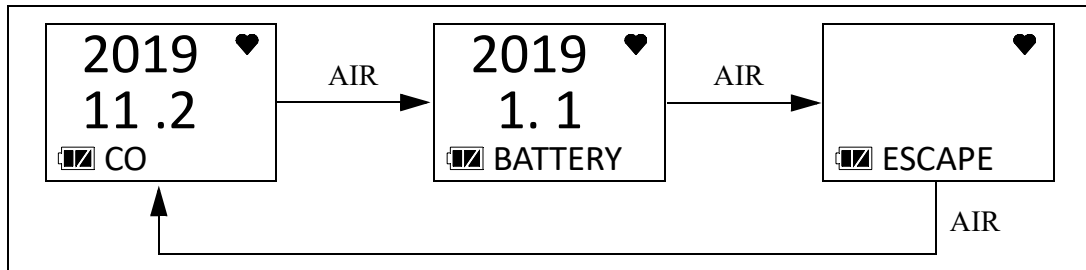 2019
11 .2
CO
AIR
2019
1. 1
BATTERY
AIR
ESCAPE
AIR